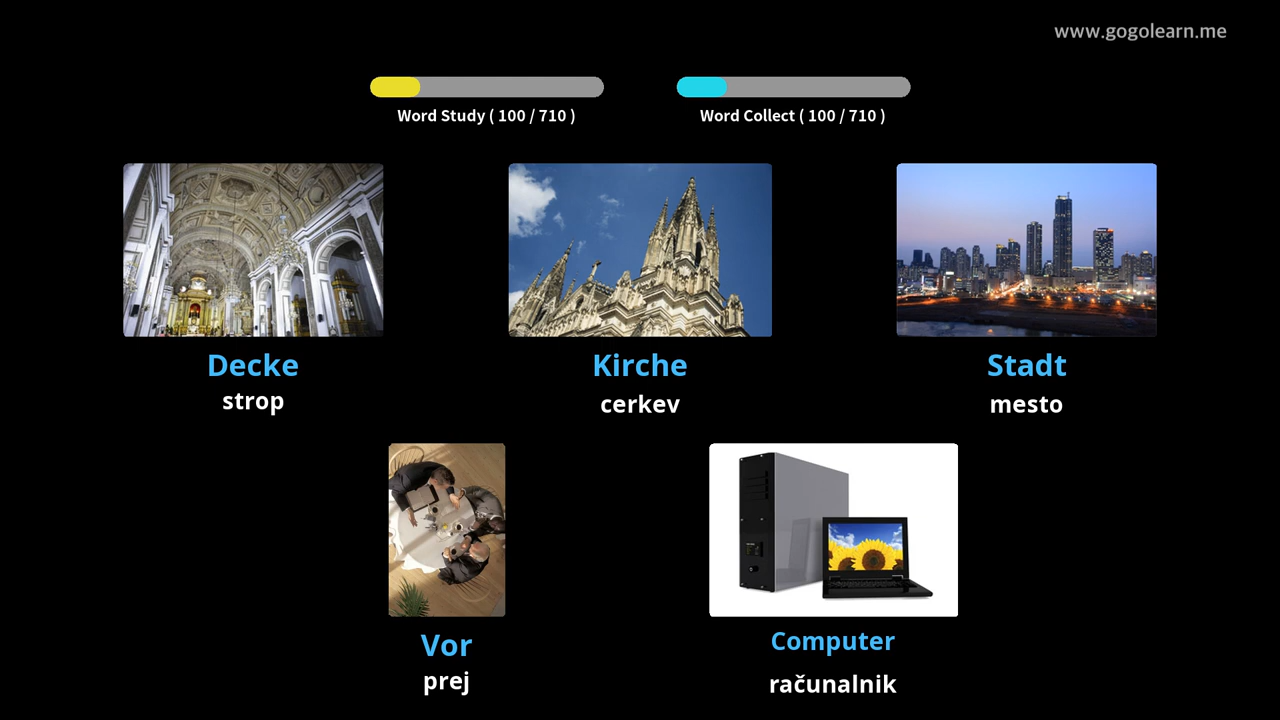 www.gogolearn.me
Word Study ( 100 / 710 )
Word Collect ( 100 / 710 )
Decke
strop
Kirche
cerkev
Stadt
mesto
Vor
prej
Computer
računalnik